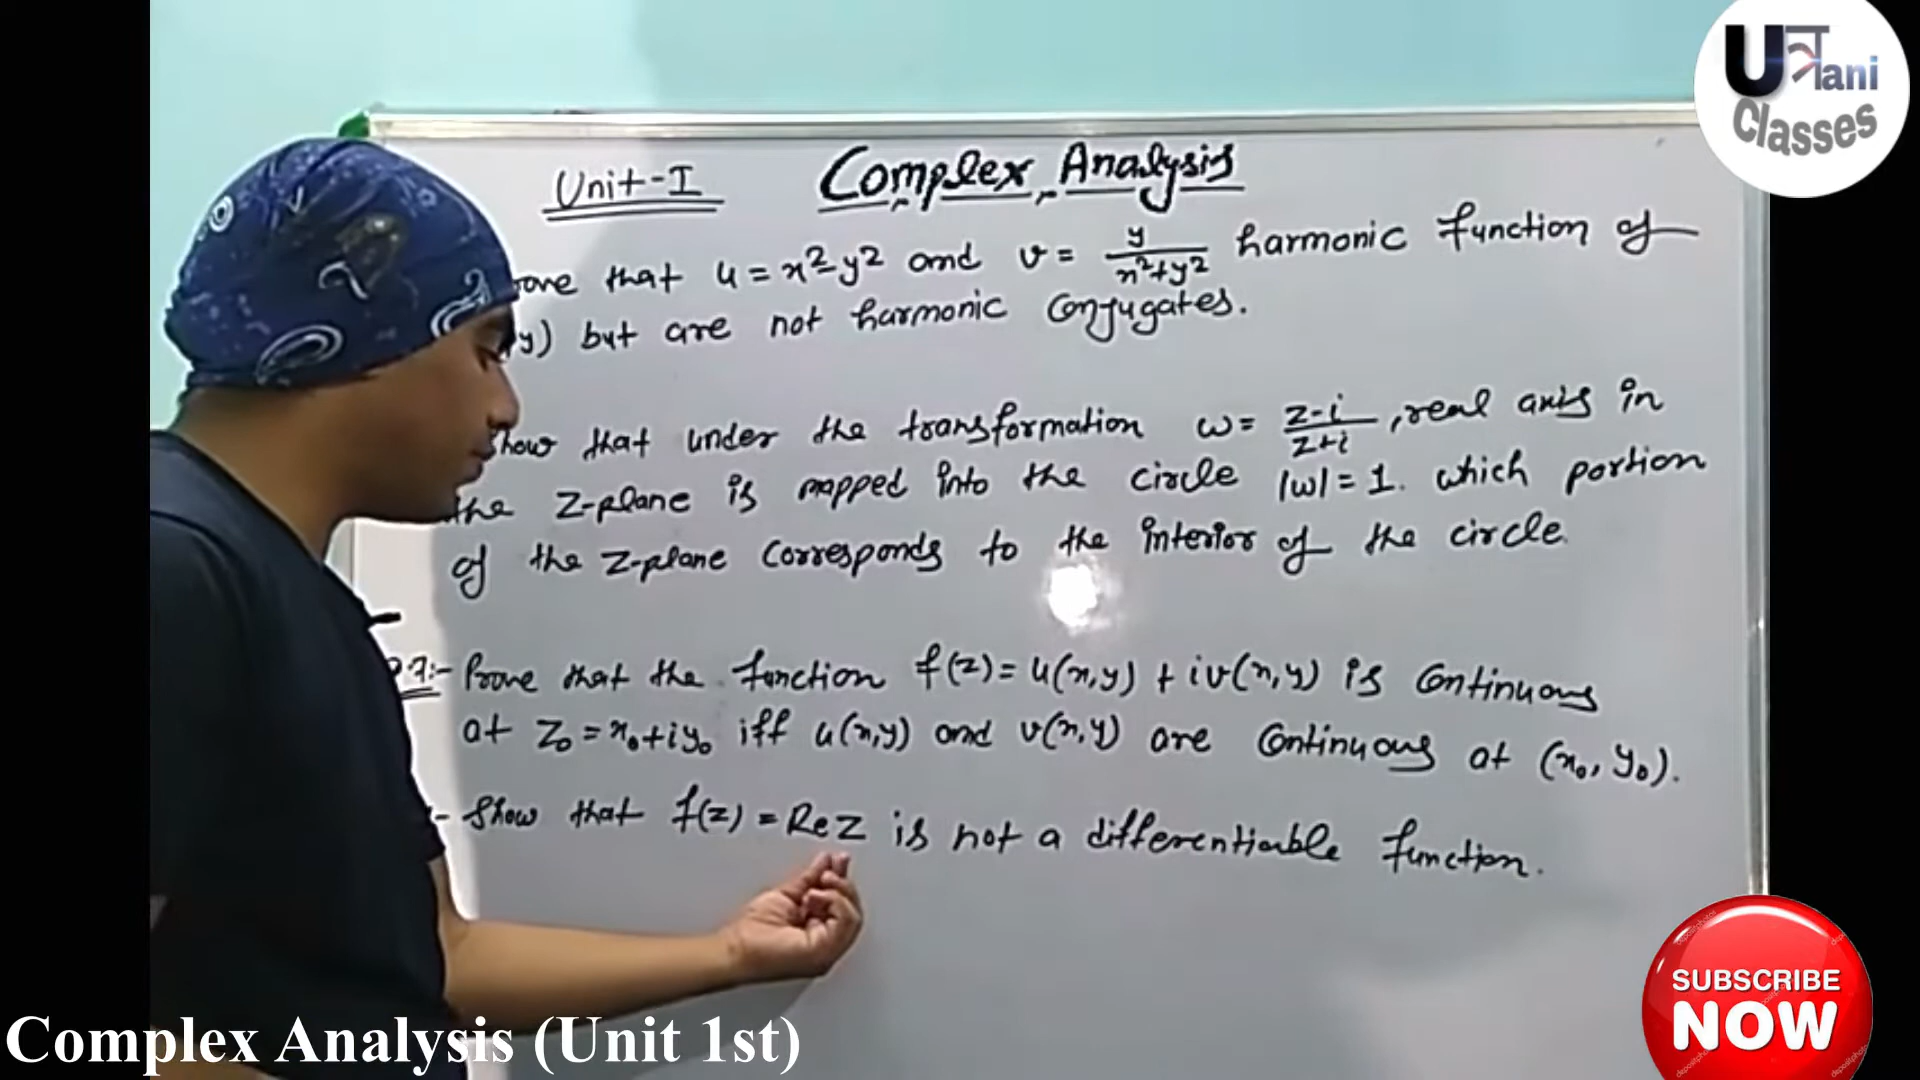 Uत्रani
Classes
Unit-I Complex Analysis
that u = x²-y² and v = y/x²+y² harmonic function of
y) but are not harmonic Conjugates.
Show that under the transformation w = z-i/z+i, real axis in
the Z-plane is mapped into the circle |w| = 1. which portion
of the Z-plane Corresponds to the interior of the circle.
7:- Prove that the function f(z) = u(x,y) + iv(x,y) is Continuous
at Z₀ = x₀+iy₀ iff u(x,y) and v(x,y) are Continuous at (x₀, y₀).
- Show that f(z) = Re Z is not a differentiable function.
SUBSCRIBE
NOW
Complex Analysis (Unit 1st)